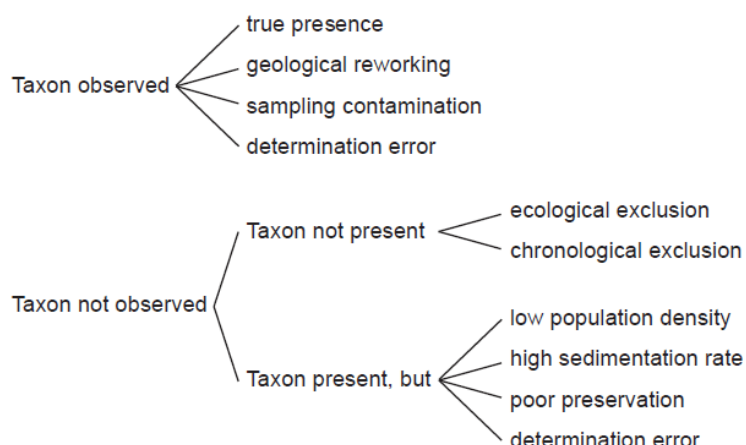 true presence
Taxon observed
geological reworking
sampling contamination
determination error
Taxon not present
ecological exclusion
chronological exclusion
Taxon not observed
Taxon present, but
low population density
high sedimentation rate
poor preservation
determination error